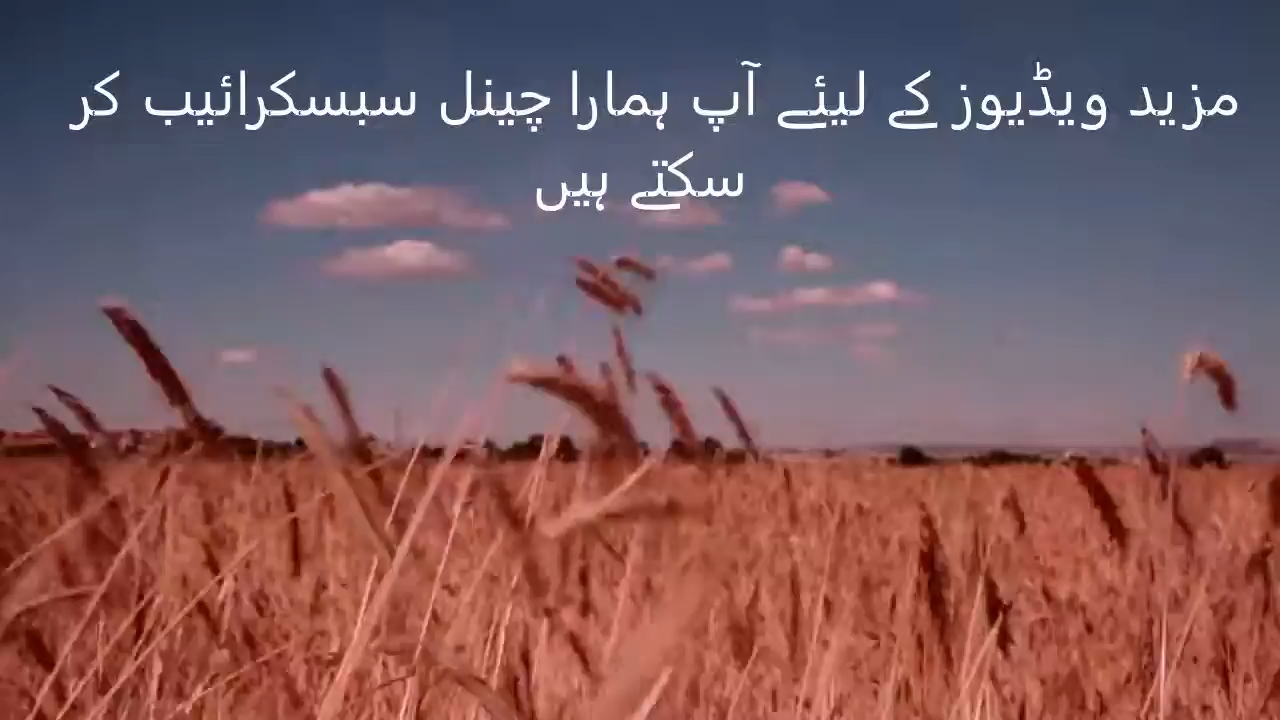 مزید ویڈیوز کے لیئے آپ ہمارا چینل سبسکرائیب کر
سکتے ہیں